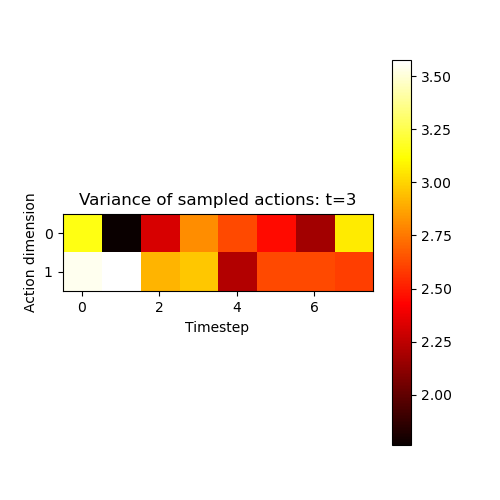 Variance of sampled actions: t=3
Action dimension
0
1
0 2 4 6
Timestep
3.50
3.25
3.00
2.75
2.50
2.25
2.00